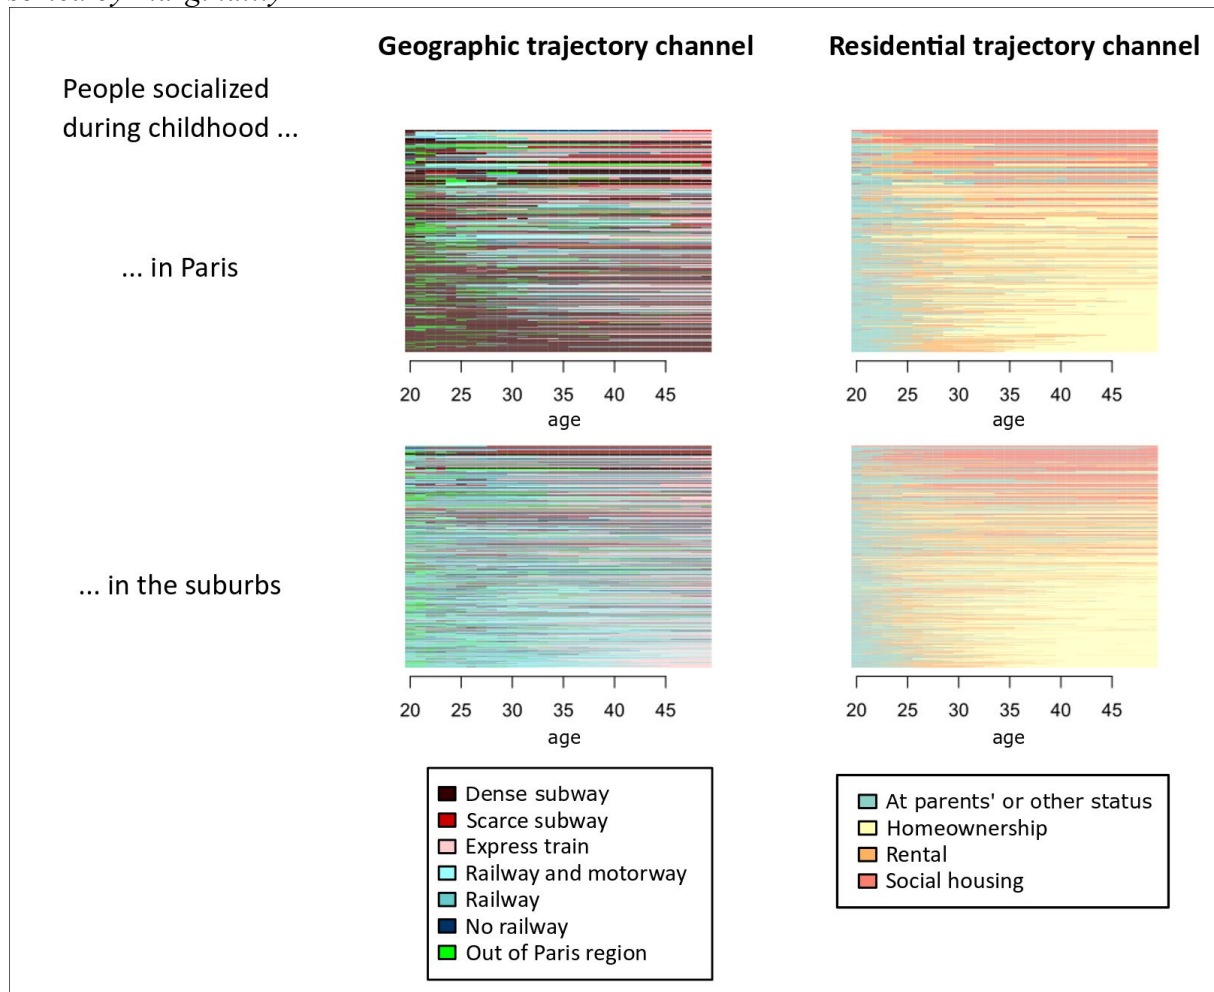 sorted by marginality
Geographic trajectory channel
Residential trajectory channel
People socialized
during childhood ...
... in Paris
20 25 30 35 40 45
age
20 25 30 35 40 45
age
... in the suburbs
20 25 30 35 40 45
age
20 25 30 35 40 45
age
Dense subway
Scarce subway
Express train
Railway and motorway
Railway
No railway
Out of Paris region
At parents' or other status
Homeownership
Rental
Social housing